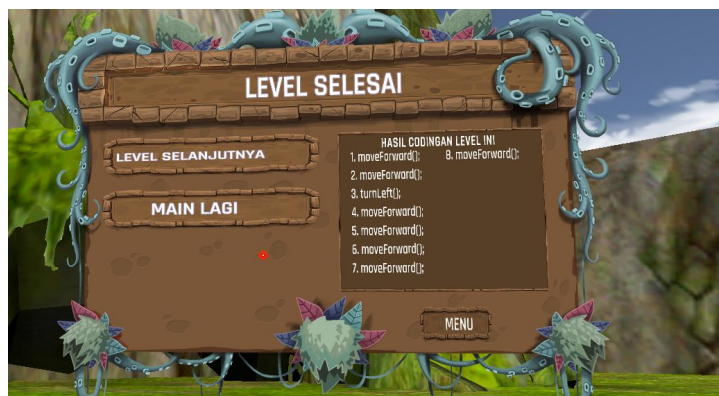 LEVEL SELESAI
LEVEL SELANJUTNYA
MAIN LAGI
HASIL CODINGAN LEVEL INI
1. moveForward();
2. moveForward();
3. turnLeft();
4. moveForward();
5. moveForward();
6. moveForward();
7. moveForward();
8. moveForward();
MENU